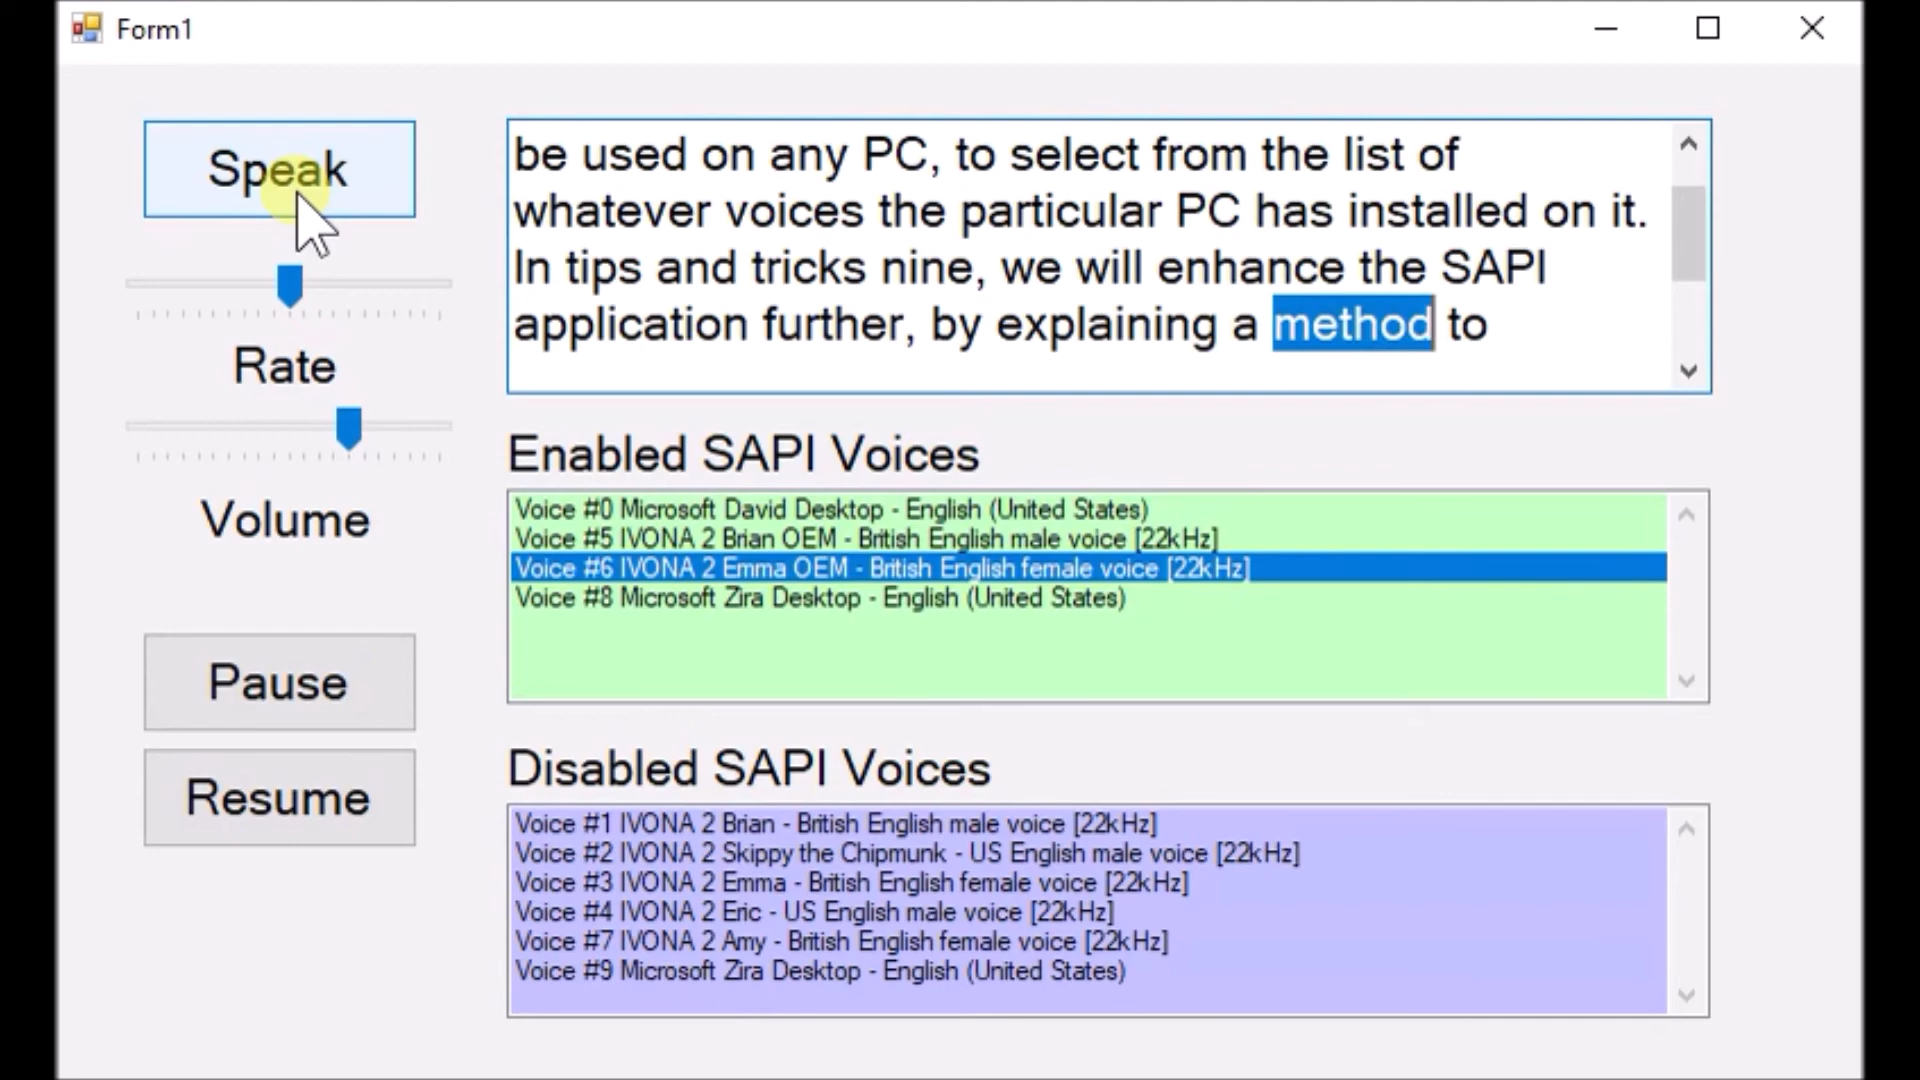 Form1
Speak
Rate
Volume
Pause
Resume
be used on any PC, to select from the list of
whatever voices the particular PC has installed on it.
In tips and tricks nine, we will enhance the SAPI
application further, by explaining a method to
Enabled SAPI Voices
Voice #0 Microsoft David Desktop - English (United States)
Voice #5 IVONA 2 Brian OEM - British English male voice [22kHz]
Voice #6 IVONA 2 Emma OEM - British English female voice [22kHz]
Voice #8 Microsoft Zira Desktop - English (United States)
Disabled SAPI Voices
Voice #1 IVONA 2 Brian - British English male voice [22kHz]
Voice #2 IVONA 2 Skippy the Chipmunk - US English male voice [22kHz]
Voice #3 IVONA 2 Emma - British English female voice [22kHz]
Voice #4 IVONA 2 Eric - US English male voice [22kHz]
Voice #7 IVONA 2 Amy - British English female voice [22kHz]
Voice #9 Microsoft Zira Desktop - English (United States)